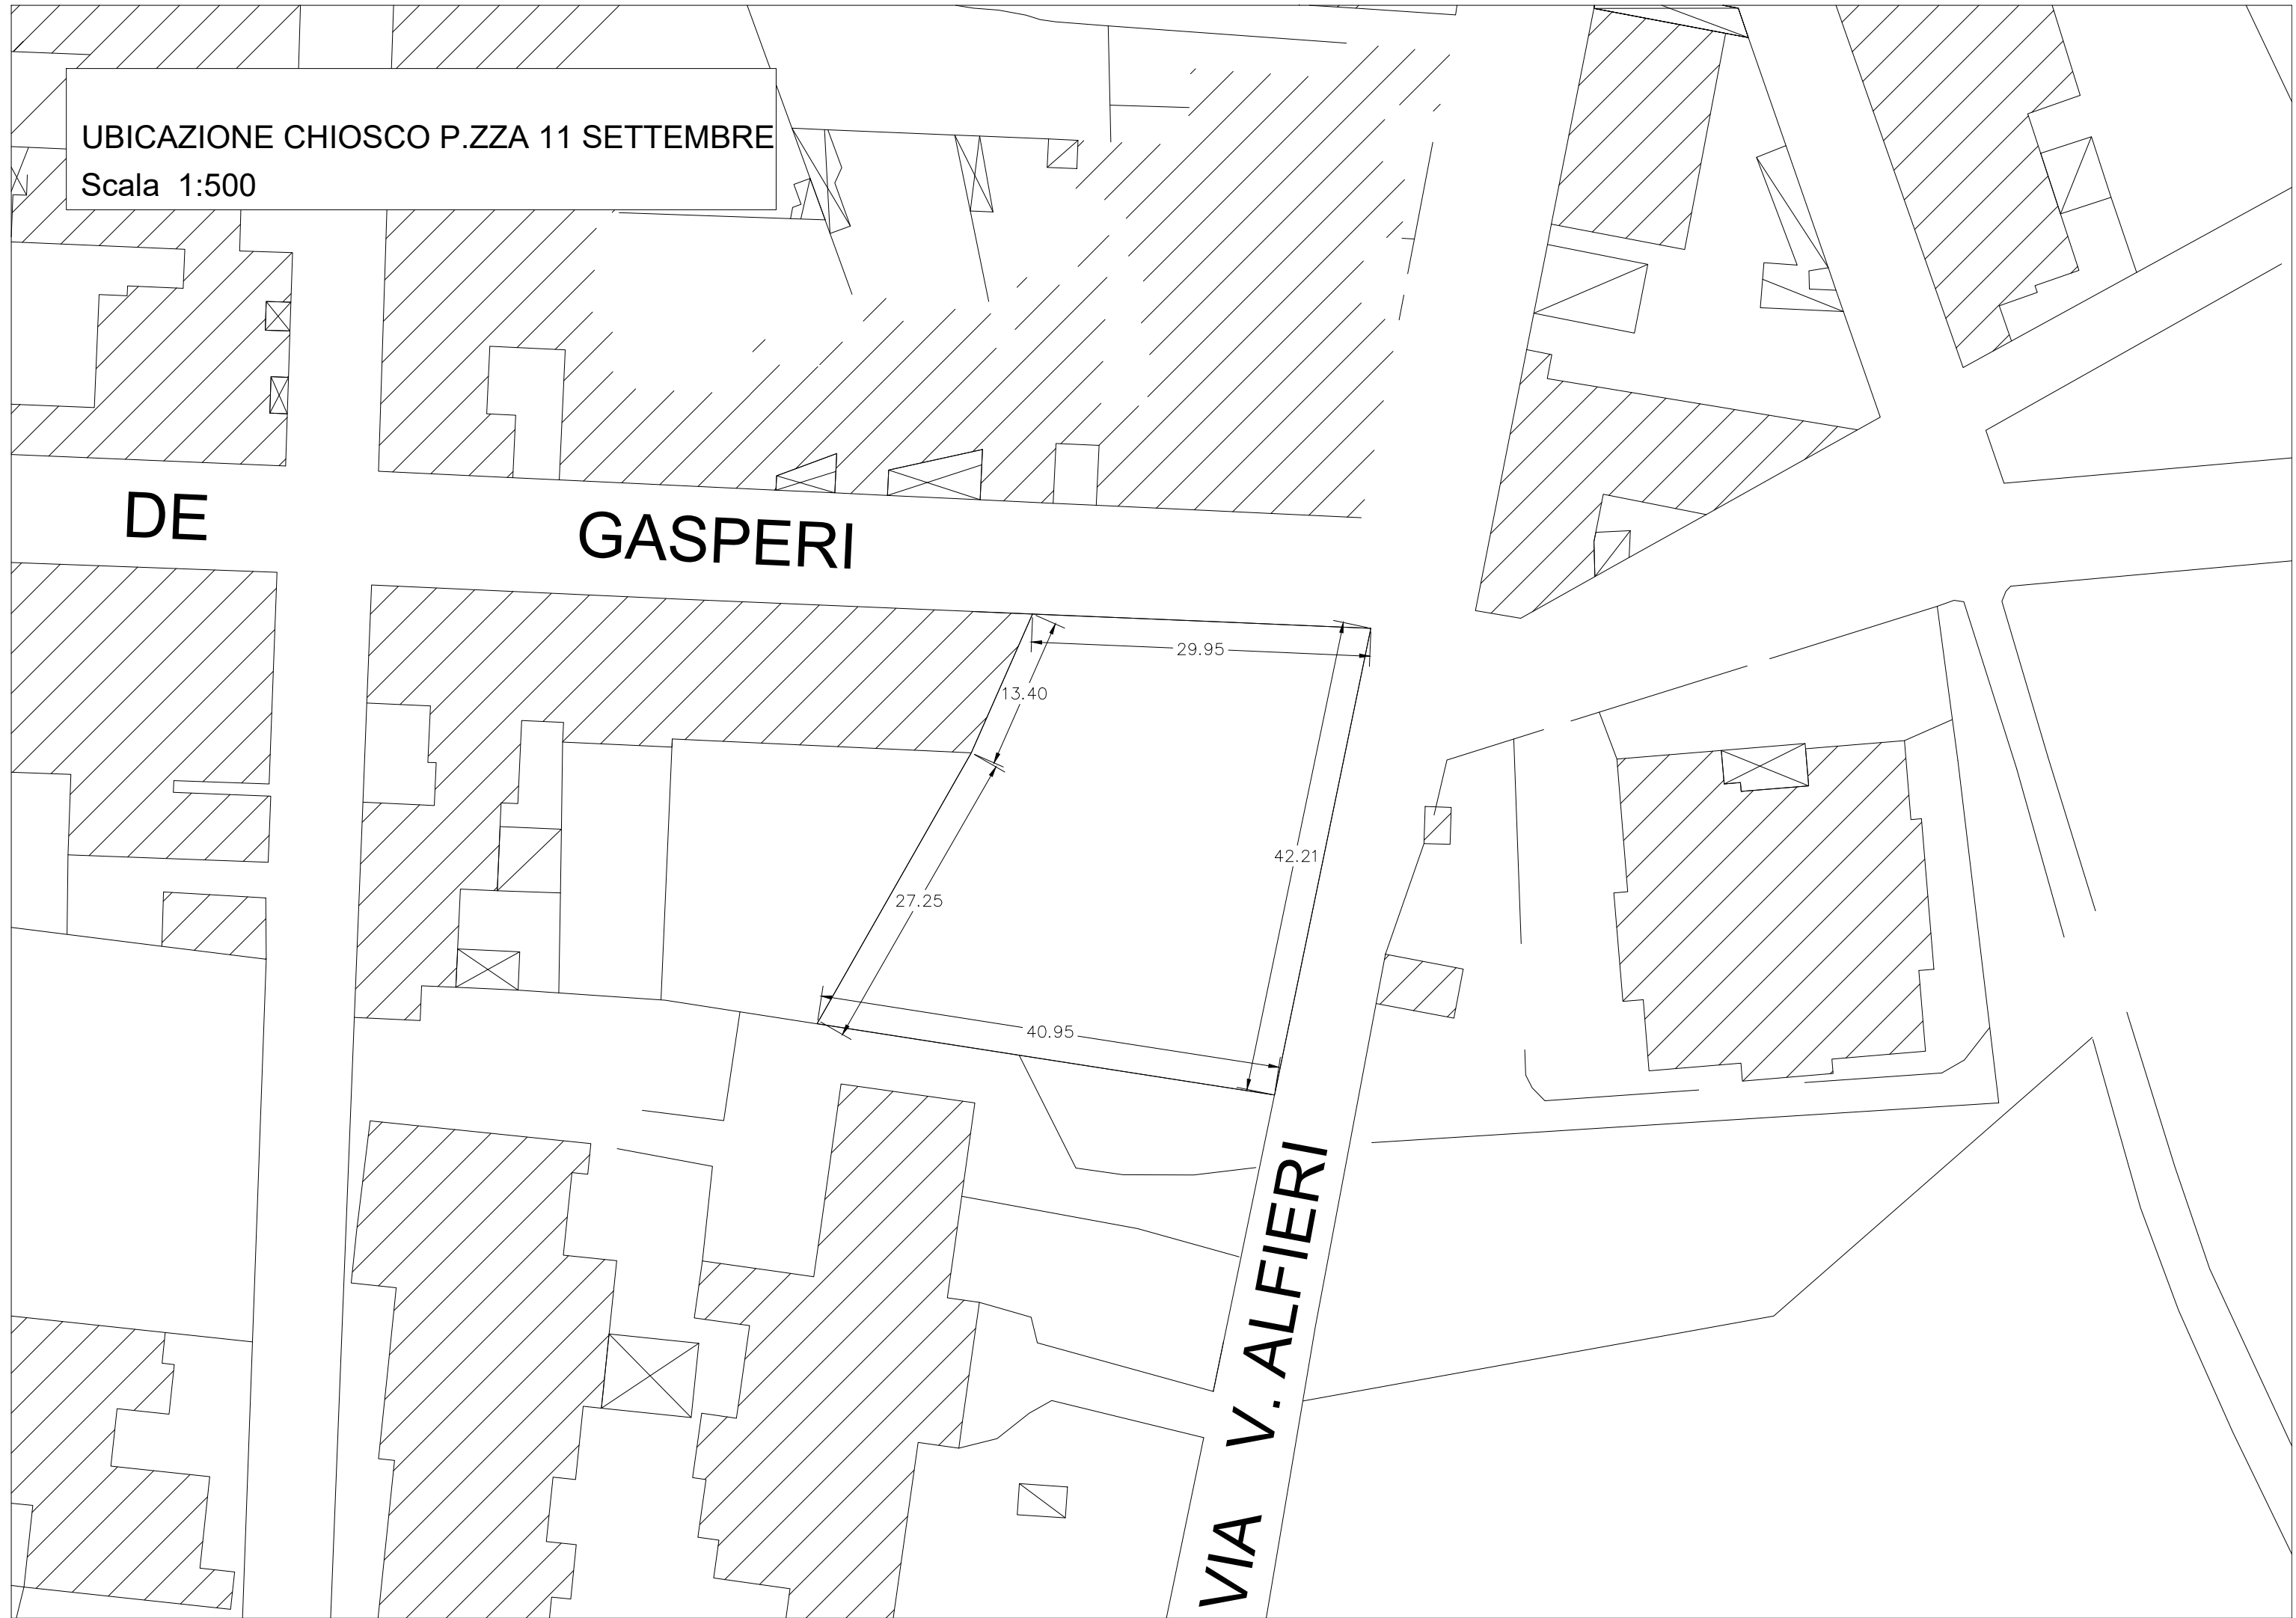 UBICAZIONE CHIOSCO P.ZZA 11 SETTEMBRE
Scala 1:500
DE GASPERI
29.95
13.40
42.21
27.25
40.95
VIA V. ALFIERI